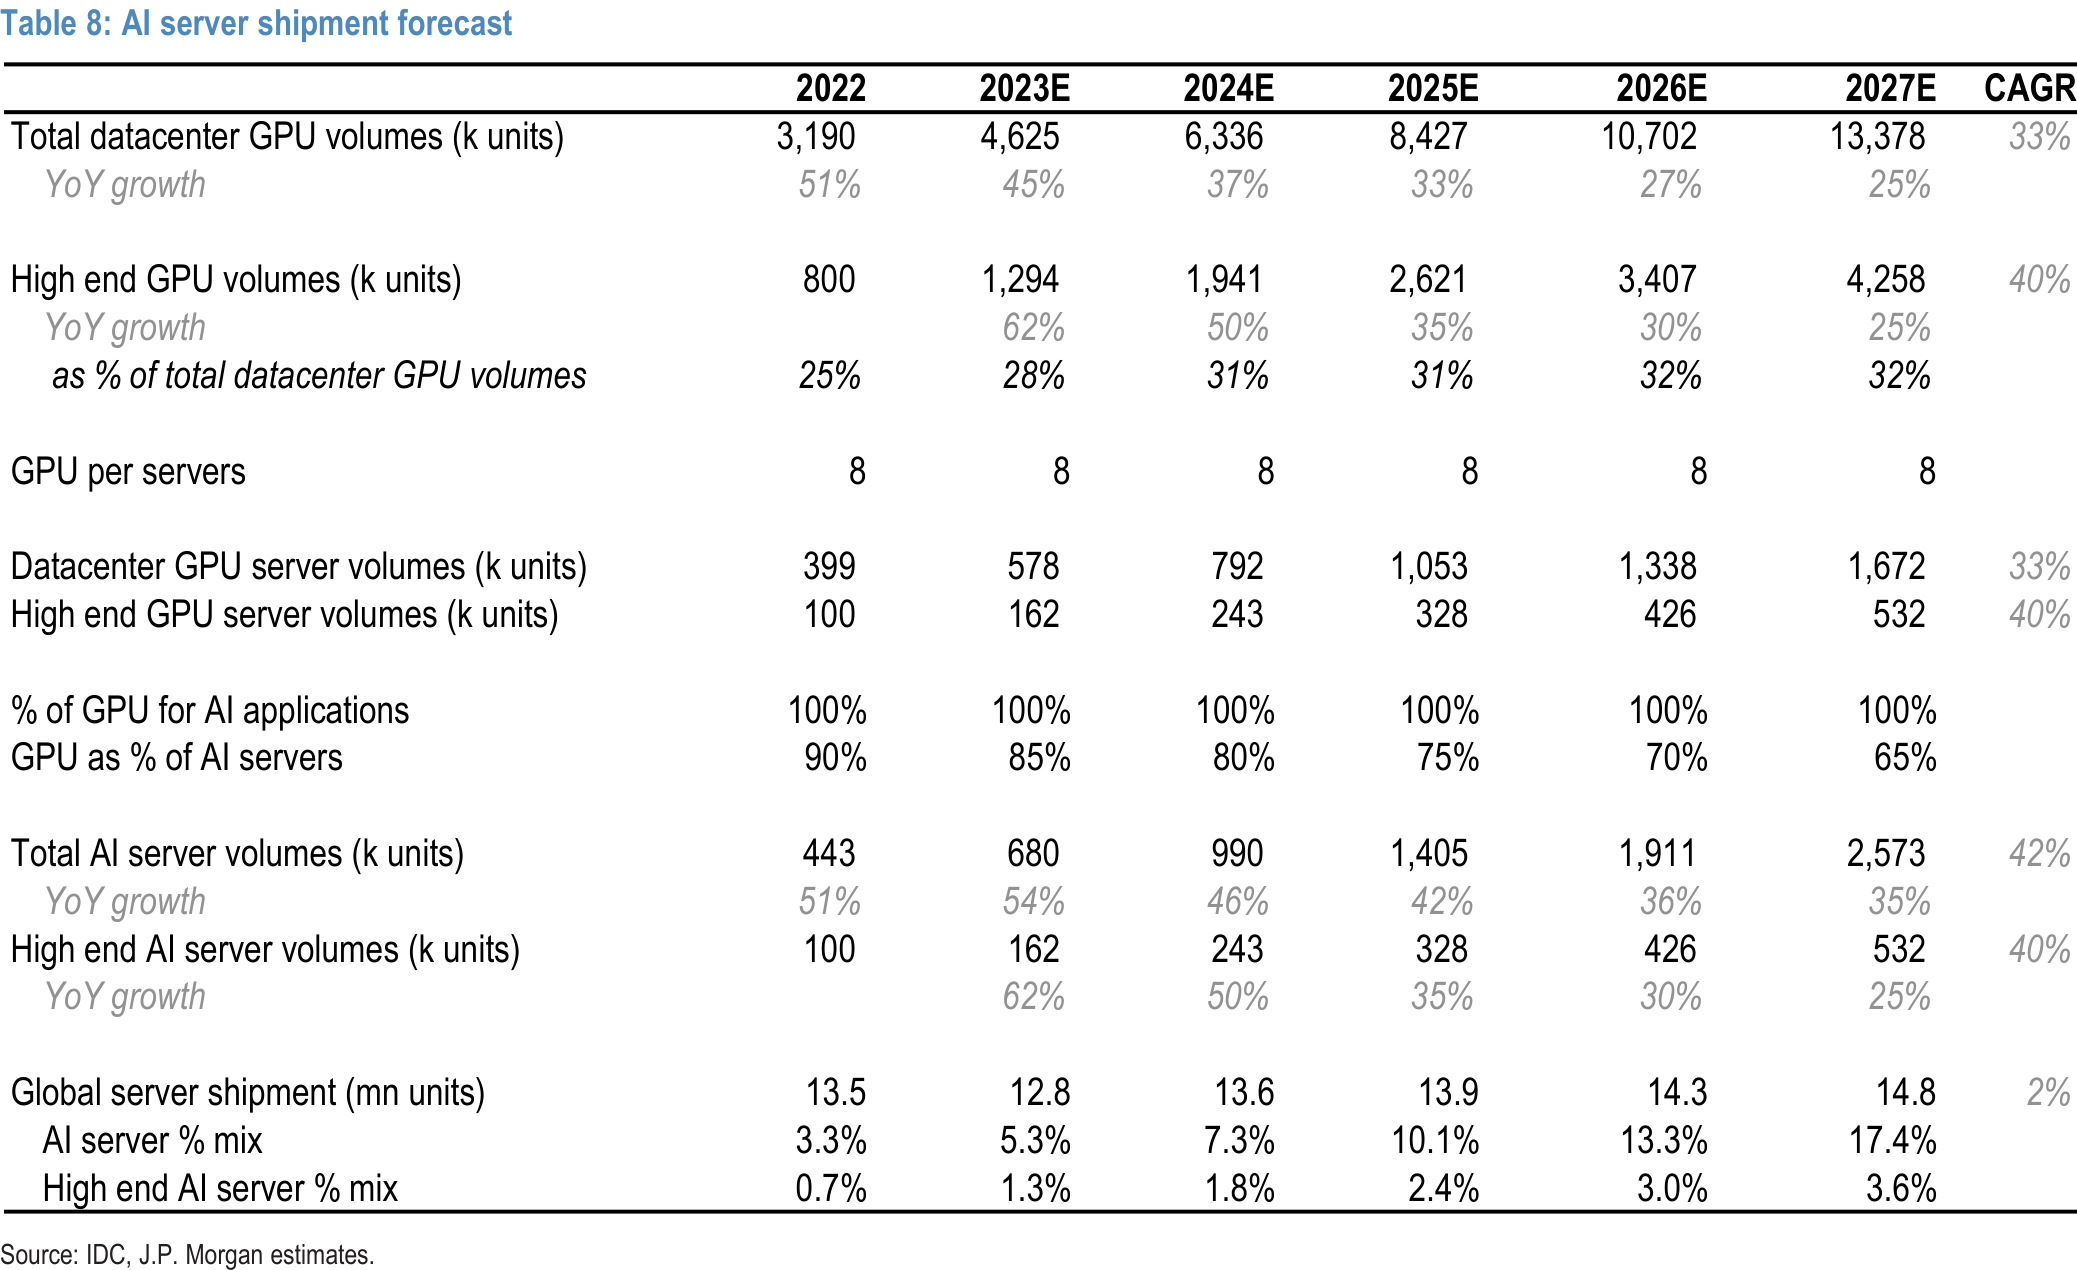 Table 8: AI server shipment forecast
2022 2023E 2024E 2025E 2026E 2027E CAGR
Total datacenter GPU volumes (k units) 3,190 4,625 6,336 8,427 10,702 13,378 33%
YoY growth 51% 45% 37% 33% 27% 25%
High end GPU volumes (k units) 800 1,294 1,941 2,621 3,407 4,258 40%
YoY growth 62% 50% 35% 30% 25%
as % of total datacenter GPU volumes 25% 28% 31% 31% 32% 32%
GPU per servers 8 8 8 8 8 8
Datacenter GPU server volumes (k units) 399 578 792 1,053 1,338 1,672 33%
High end GPU server volumes (k units) 100 162 243 328 426 532 40%
% of GPU for AI applications 100% 100% 100% 100% 100% 100%
GPU as % of AI servers 90% 85% 80% 75% 70% 65%
Total AI server volumes (k units) 443 680 990 1,405 1,911 2,573 42%
YoY growth 51% 54% 46% 42% 36% 35%
High end AI server volumes (k units) 100 162 243 328 426 532 40%
YoY growth 62% 50% 35% 30% 25%
Global server shipment (mn units) 13.5 12.8 13.6 13.9 14.3 14.8 2%
AI server % mix 3.3% 5.3% 7.3% 10.1% 13.3% 17.4%
High end AI server % mix 0.7% 1.3% 1.8% 2.4% 3.0% 3.6%
Source: IDC, J.P. Morgan estimates.